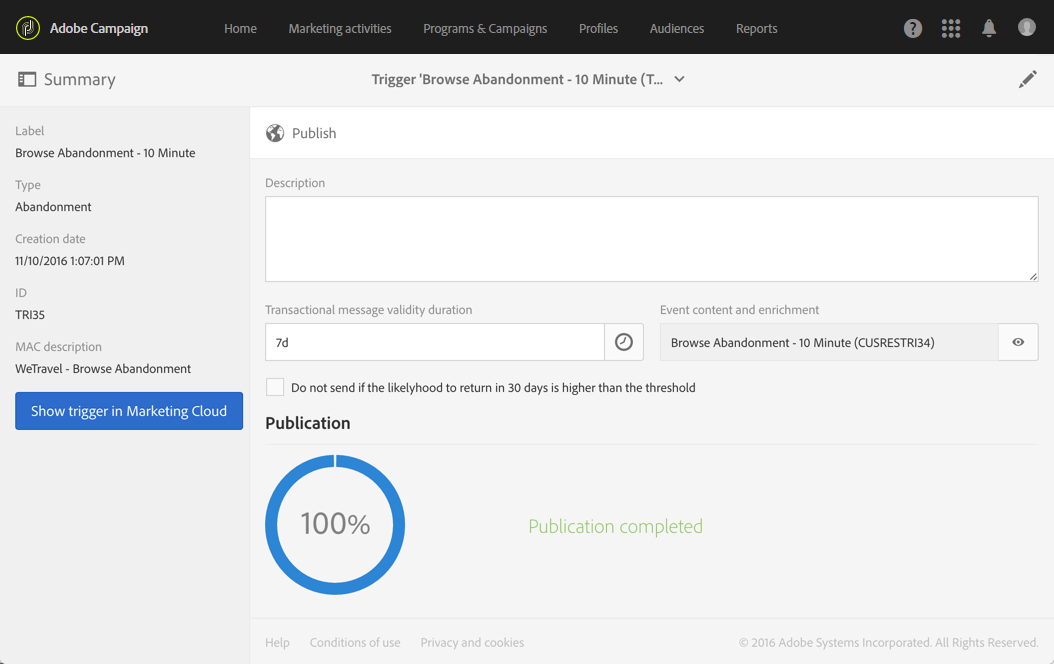 Adobe Campaign
Home
Marketing activities
Programs & Campaigns
Profiles
Audiences
Reports
?
Summary
Trigger 'Browse Abandonment - 10 Minute (T...
Label
Browse Abandonment - 10 Minute
Type
Abandonment
Creation date
11/10/2016 1:07:01 PM
ID
TRI35
MAC description
WeTravel - Browse Abandonment
Show trigger in Marketing Cloud
Publish
Description
Transactional message validity duration
7d
Event content and enrichment
Browse Abandonment - 10 Minute (CUSRESTRI34)
Do not send if the likelyhood to return in 30 days is higher than the threshold
Publication
100%
Publication completed
Help
Conditions of use
Privacy and cookies
© 2016 Adobe Systems Incorporated. All Rights Reserved.